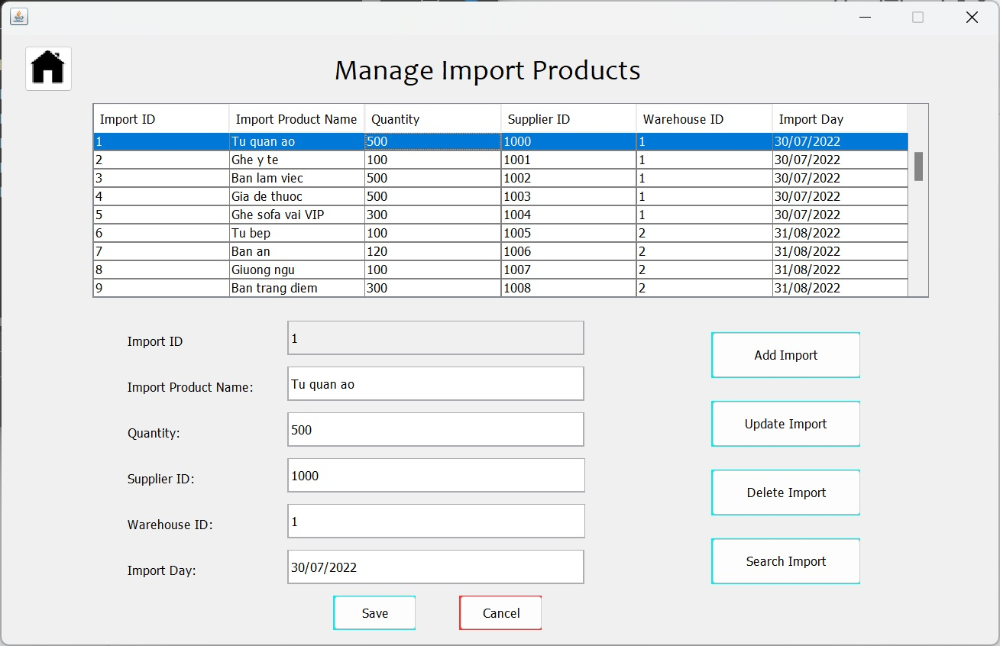 Manage Import Products
Import ID Import Product Name Quantity Supplier ID Warehouse ID Import Day
1 Tu quan ao 500 1000 1 30/07/2022
2 Ghe y te 100 1001 1 30/07/2022
3 Ban lam viec 500 1002 1 30/07/2022
4 Gia de thuoc 500 1003 1 30/07/2022
5 Ghe sofa vai VIP 300 1004 1 30/07/2022
6 Tu bep 100 1005 2 31/08/2022
7 Ban an 120 1006 2 31/08/2022
8 Giuong ngu 100 1007 2 31/08/2022
9 Ban trang diem 300 1008 2 31/08/2022
Import ID 1
Import Product Name: Tu quan ao
Quantity: 500
Supplier ID: 1000
Warehouse ID: 1
Import Day: 30/07/2022
Save Cancel
Add Import
Update Import
Delete Import
Search Import